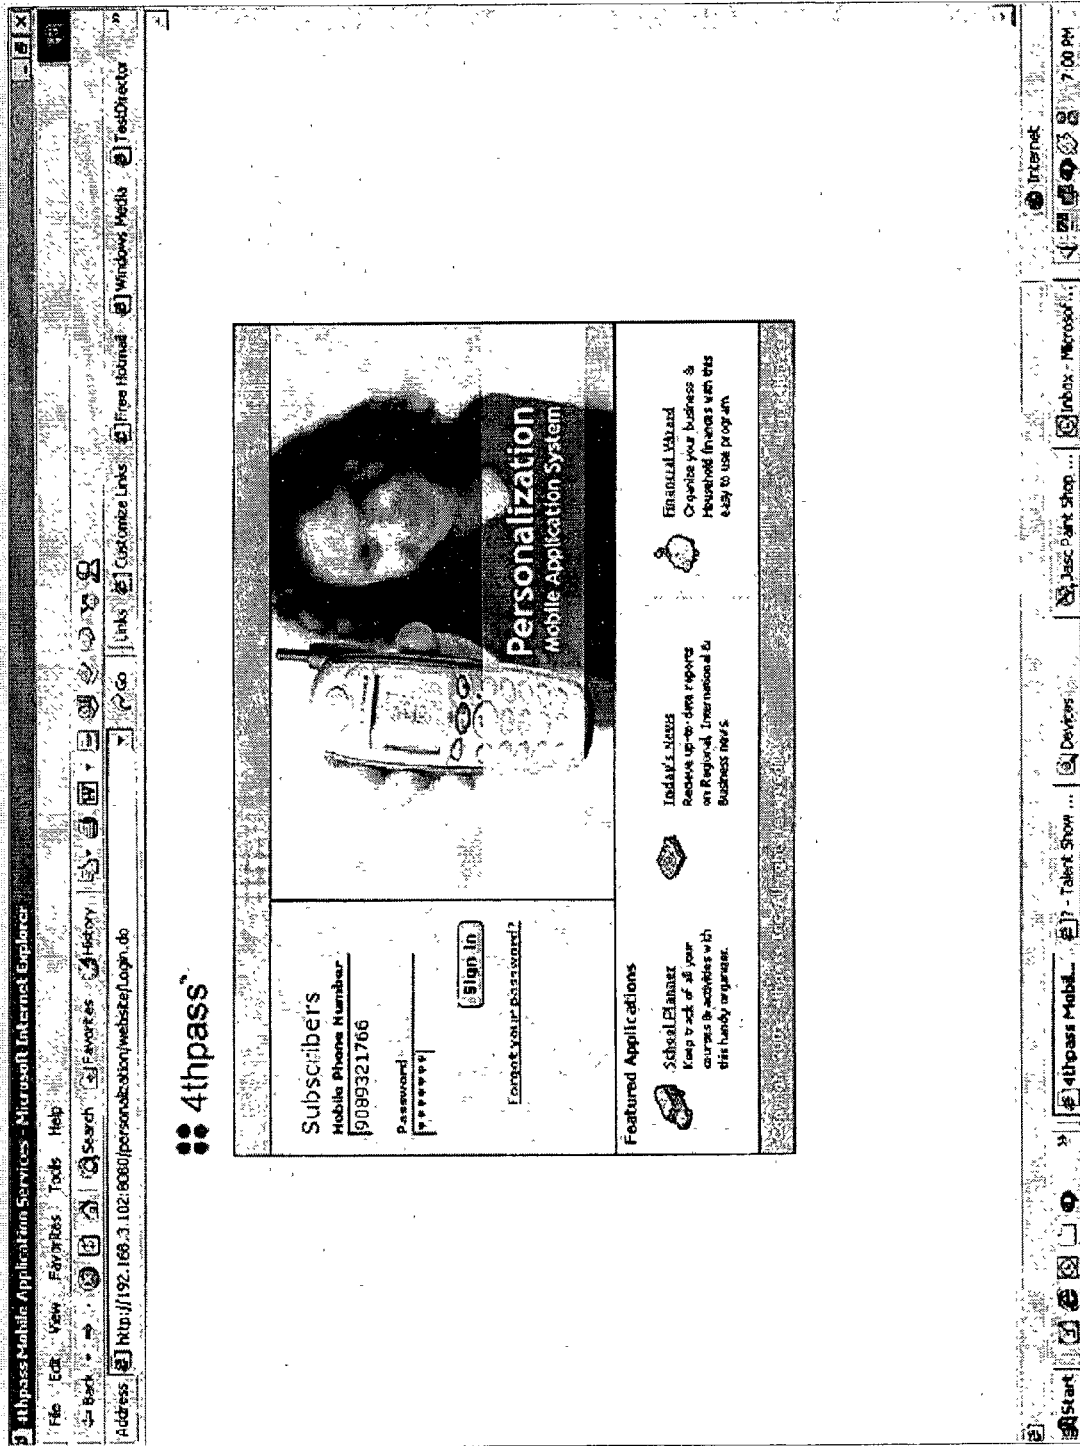 4thpass Mobile Application Services - Microsoft Internet Explorer
File Edit View Favorites Tools Help
Back Search Favorites History
Address http://192.168.3.102:8080/personalization/website/Login.do Go Links Customize Links Free Hotmail Windows Media TestDirector »
4thpass™
Subscribers
Mobile Phone Number
9099321766
Password
*******
Sign In
Forgot your password?
Personalization
Mobile Application System
Featured Applications
School Planner
Keep track of all your
courses & activities with
this handy organizer.
Today's News
Recieve up-to-date reports
on Regional, International &
Business news.
Financial Wizard
Organize your business &
Household finances with this
easy to use program
Internet
Start » 4thpass Mobil... ? - Talent Show ... Devices Jasc Paint Shop ... Inbox - Microsof... 7:00 PM